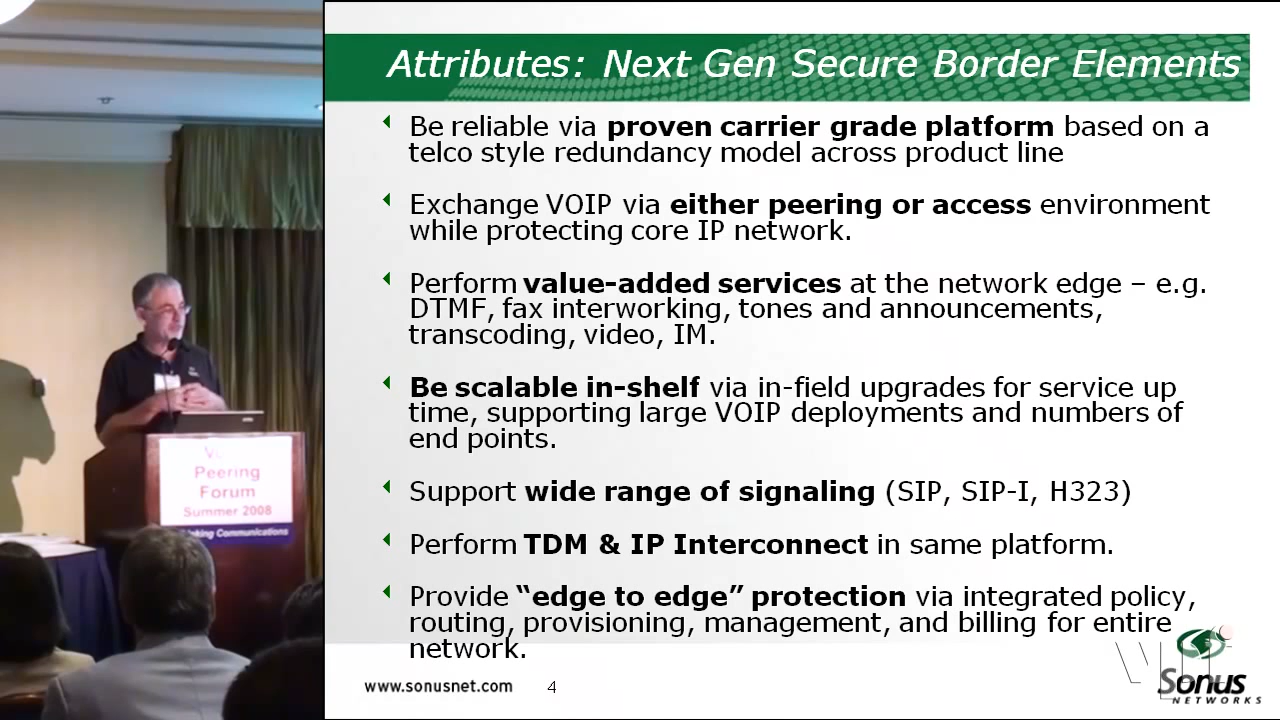 Attributes: Next Gen Secure Border Elements
Be reliable via proven carrier grade platform based on a
telco style redundancy model across product line
Exchange VOIP via either peering or access environment
while protecting core IP network.
Perform value-added services at the network edge – e.g.
DTMF, fax interworking, tones and announcements,
transcoding, video, IM.
Be scalable in-shelf via in-field upgrades for service up
time, supporting large VOIP deployments and numbers of
end points.
Support wide range of signaling (SIP, SIP-I, H323)
Perform TDM & IP Interconnect in same platform.
Provide “edge to edge” protection via integrated policy,
routing, provisioning, management, and billing for entire
network.
www.sonusnet.com 4
Sonus
NETWORKS
Peering
Forum
Summer 2008
Communications